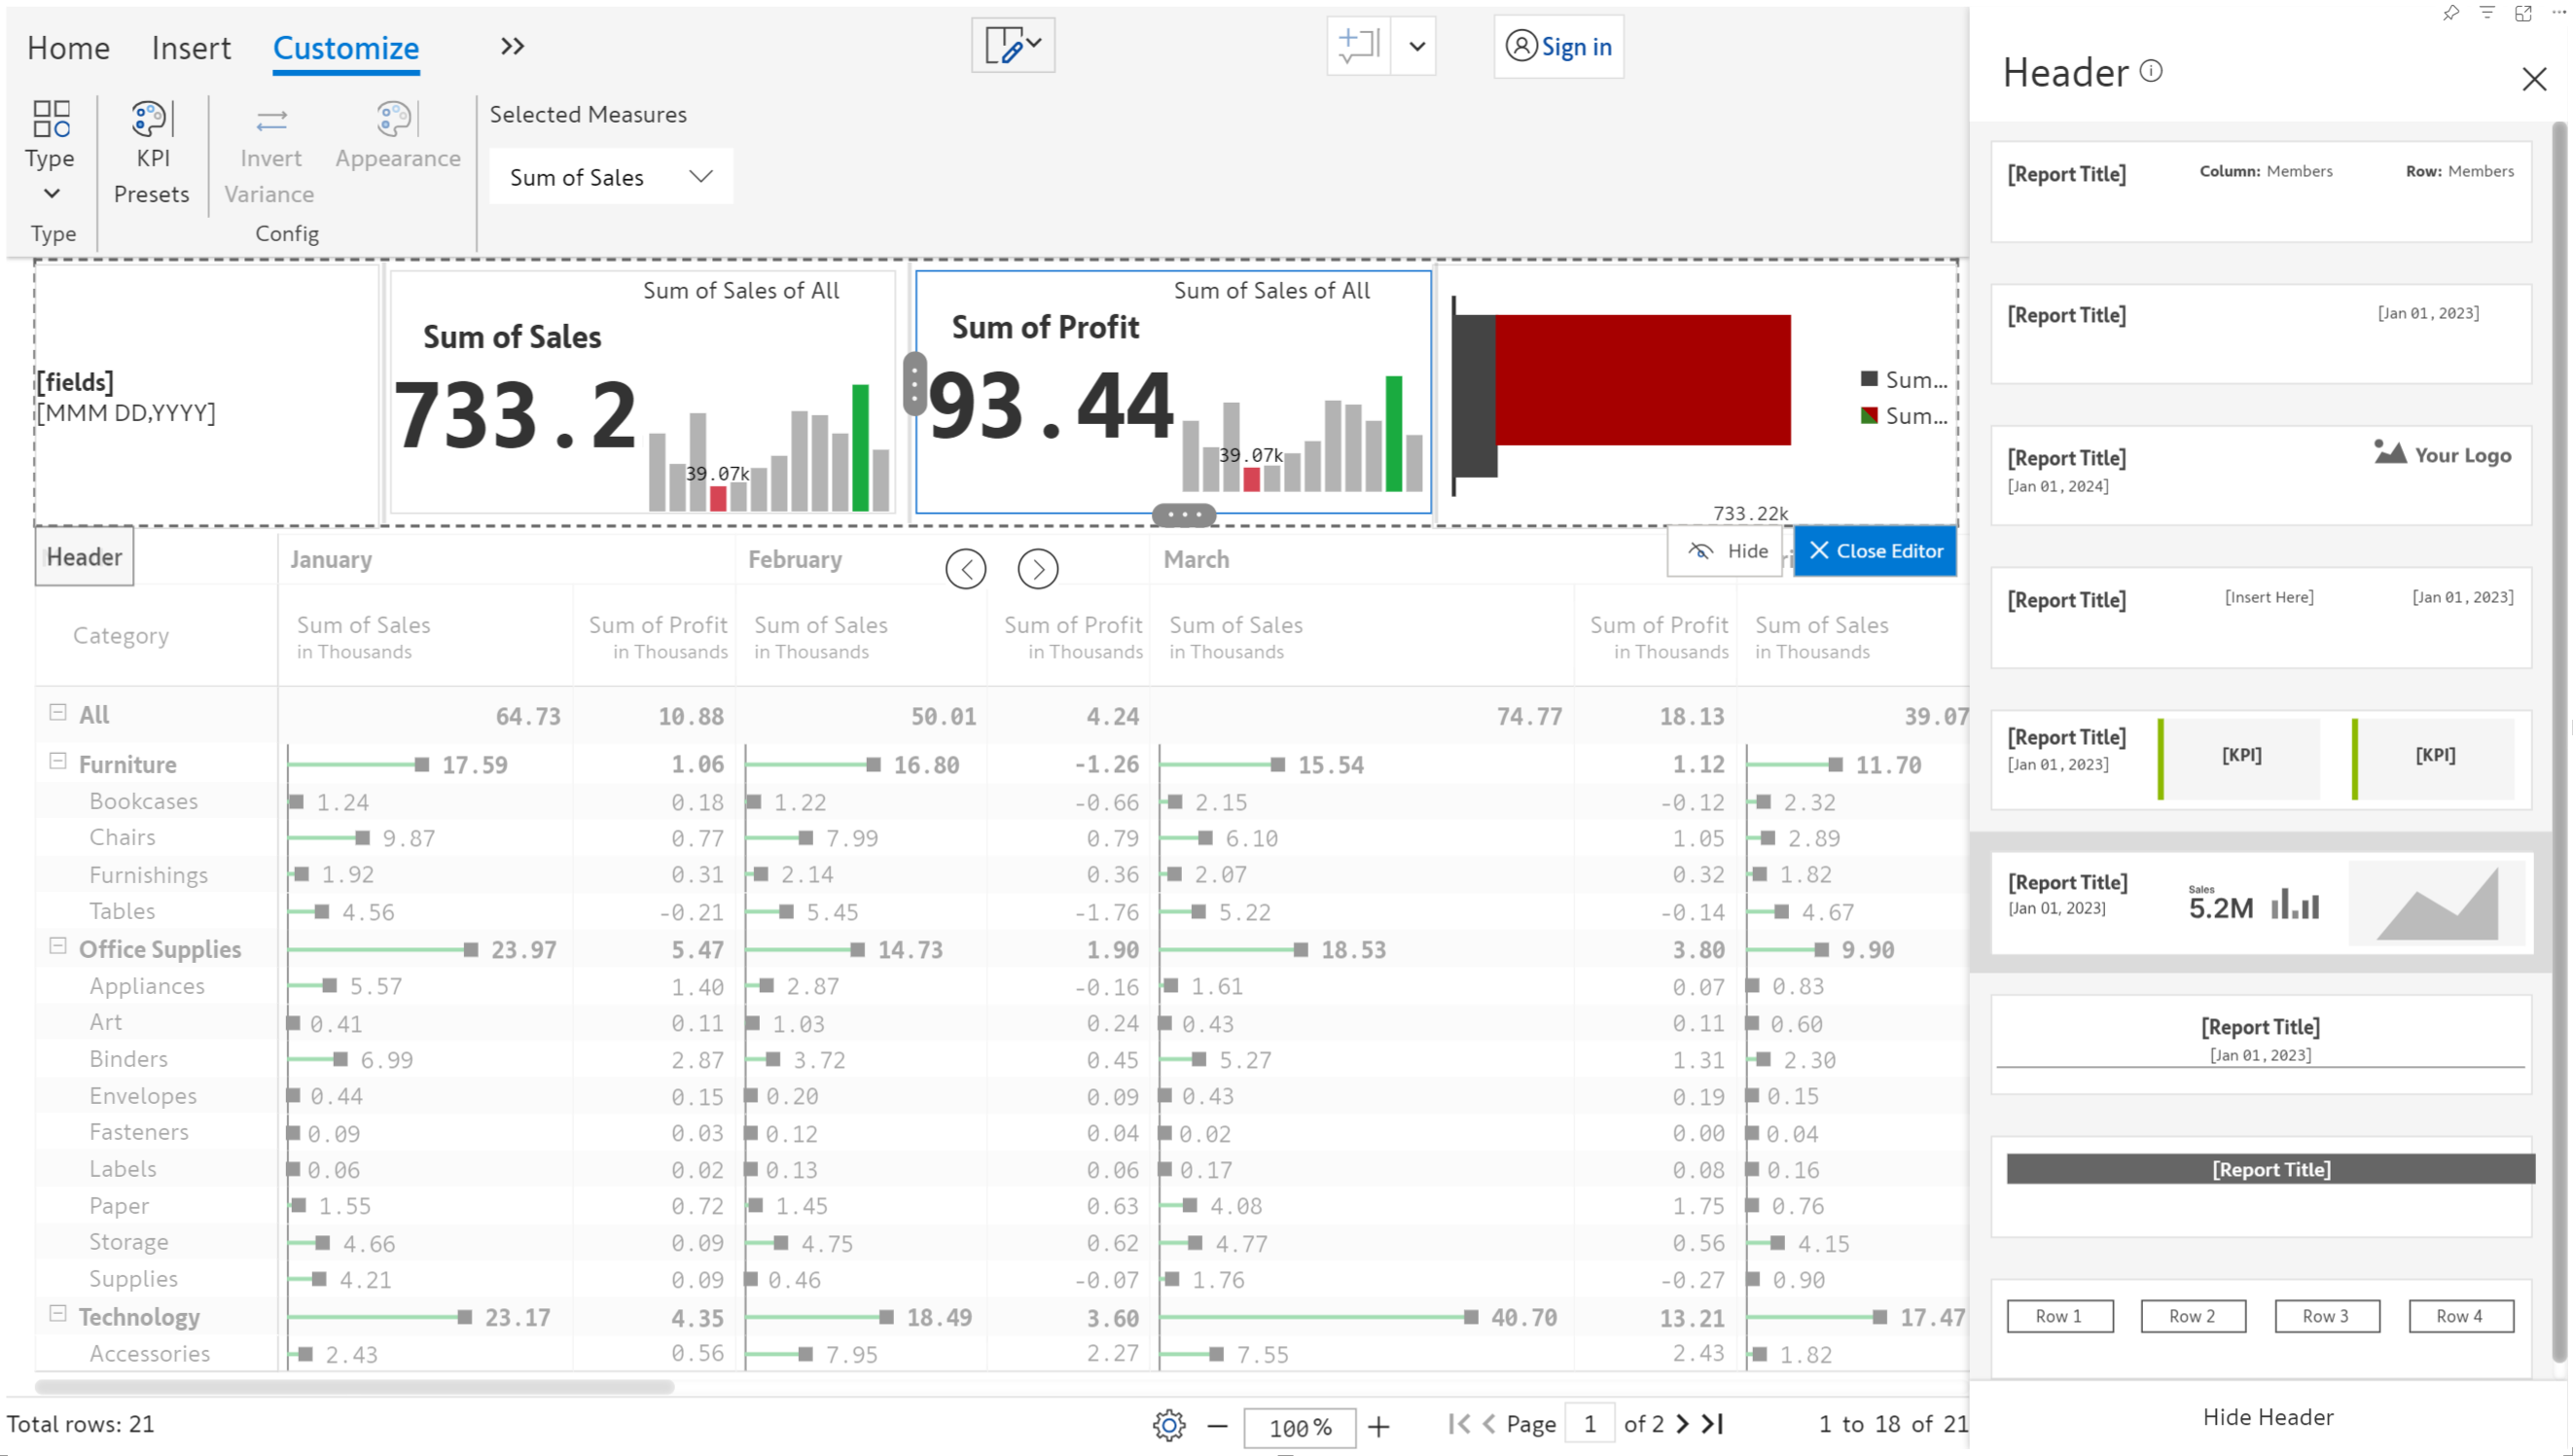 Home Insert Customize
Sign in
Type
KPI
Presets
Invert
Variance
Appearance
Type
Config
Selected Measures
Sum of Sales
[fields]
[MMM DD,YYYY]
Sum of Sales of All
Sum of Sales
733.2
39.07k
Sum of Sales of All
Sum of Profit
93.44
39.07k
Sum...
Sum...
733.22k
Header
Hide
Close Editor
January February March
Category
Sum of Sales in Thousands
Sum of Profit in Thousands
Sum of Sales in Thousands
Sum of Profit in Thousands
Sum of Sales in Thousands
Sum of Profit in Thousands
Sum of Sales in Thousands
All 64.73 10.88 50.01 4.24 74.77 18.13 39.07
Furniture 17.59 1.06 16.80 -1.26 15.54 1.12 11.70
Bookcases 1.24 0.18 1.22 -0.66 2.15 -0.12 2.32
Chairs 9.87 0.77 7.99 0.79 6.10 1.05 2.89
Furnishings 1.92 0.31 2.14 0.36 2.07 0.32 1.82
Tables 4.56 -0.21 5.45 -1.76 5.22 -0.14 4.67
Office Supplies 23.97 5.47 14.73 1.90 18.53 3.80 9.90
Appliances 5.57 1.40 2.87 -0.16 1.61 0.07 0.83
Art 0.41 0.11 1.03 0.24 0.43 0.11 0.60
Binders 6.99 2.87 3.72 0.45 5.27 1.31 2.30
Envelopes 0.44 0.15 0.20 0.09 0.43 0.19 0.15
Fasteners 0.09 0.03 0.12 0.04 0.02 0.00 0.04
Labels 0.06 0.02 0.13 0.06 0.17 0.08 0.16
Paper 1.55 0.72 1.45 0.63 4.08 1.75 0.76
Storage 4.66 0.09 4.75 0.62 4.77 0.56 4.15
Supplies 4.21 0.09 0.46 -0.07 1.76 -0.27 0.90
Technology 23.17 4.35 18.49 3.60 40.70 13.21 17.47
Accessories 2.43 0.56 7.95 2.27 7.55 2.43 1.82
Total rows: 21
100 %
Page 1 of 2
1 to 18 of 21
Header
[Report Title] Column: Members Row: Members
[Report Title] [Jan 01, 2023]
[Report Title]
[Jan 01, 2024]
Your Logo
[Report Title] [Insert Here] [Jan 01, 2023]
[Report Title]
[Jan 01, 2023]
[KPI] [KPI]
[Report Title]
[Jan 01, 2023]
Sales
5.2M
[Report Title]
[Jan 01, 2023]
[Report Title]
Row 1 Row 2 Row 3 Row 4
Hide Header